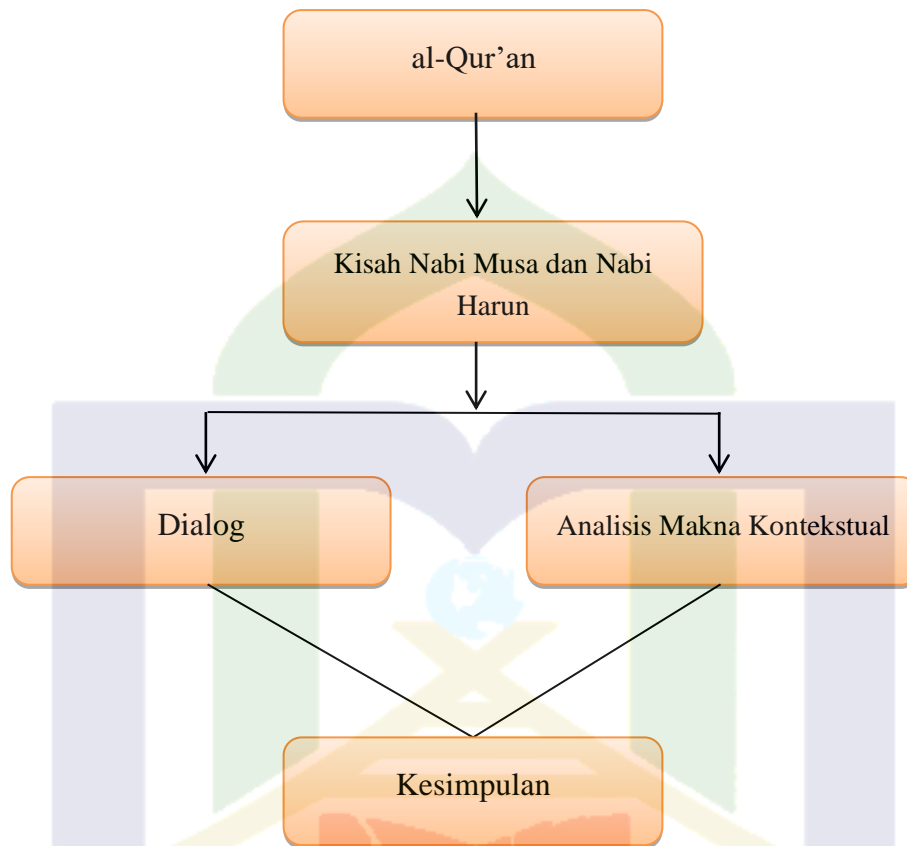 al-Qur’an
Kisah Nabi Musa dan Nabi
Harun
Dialog
Analisis Makna Kontekstual
Kesimpulan